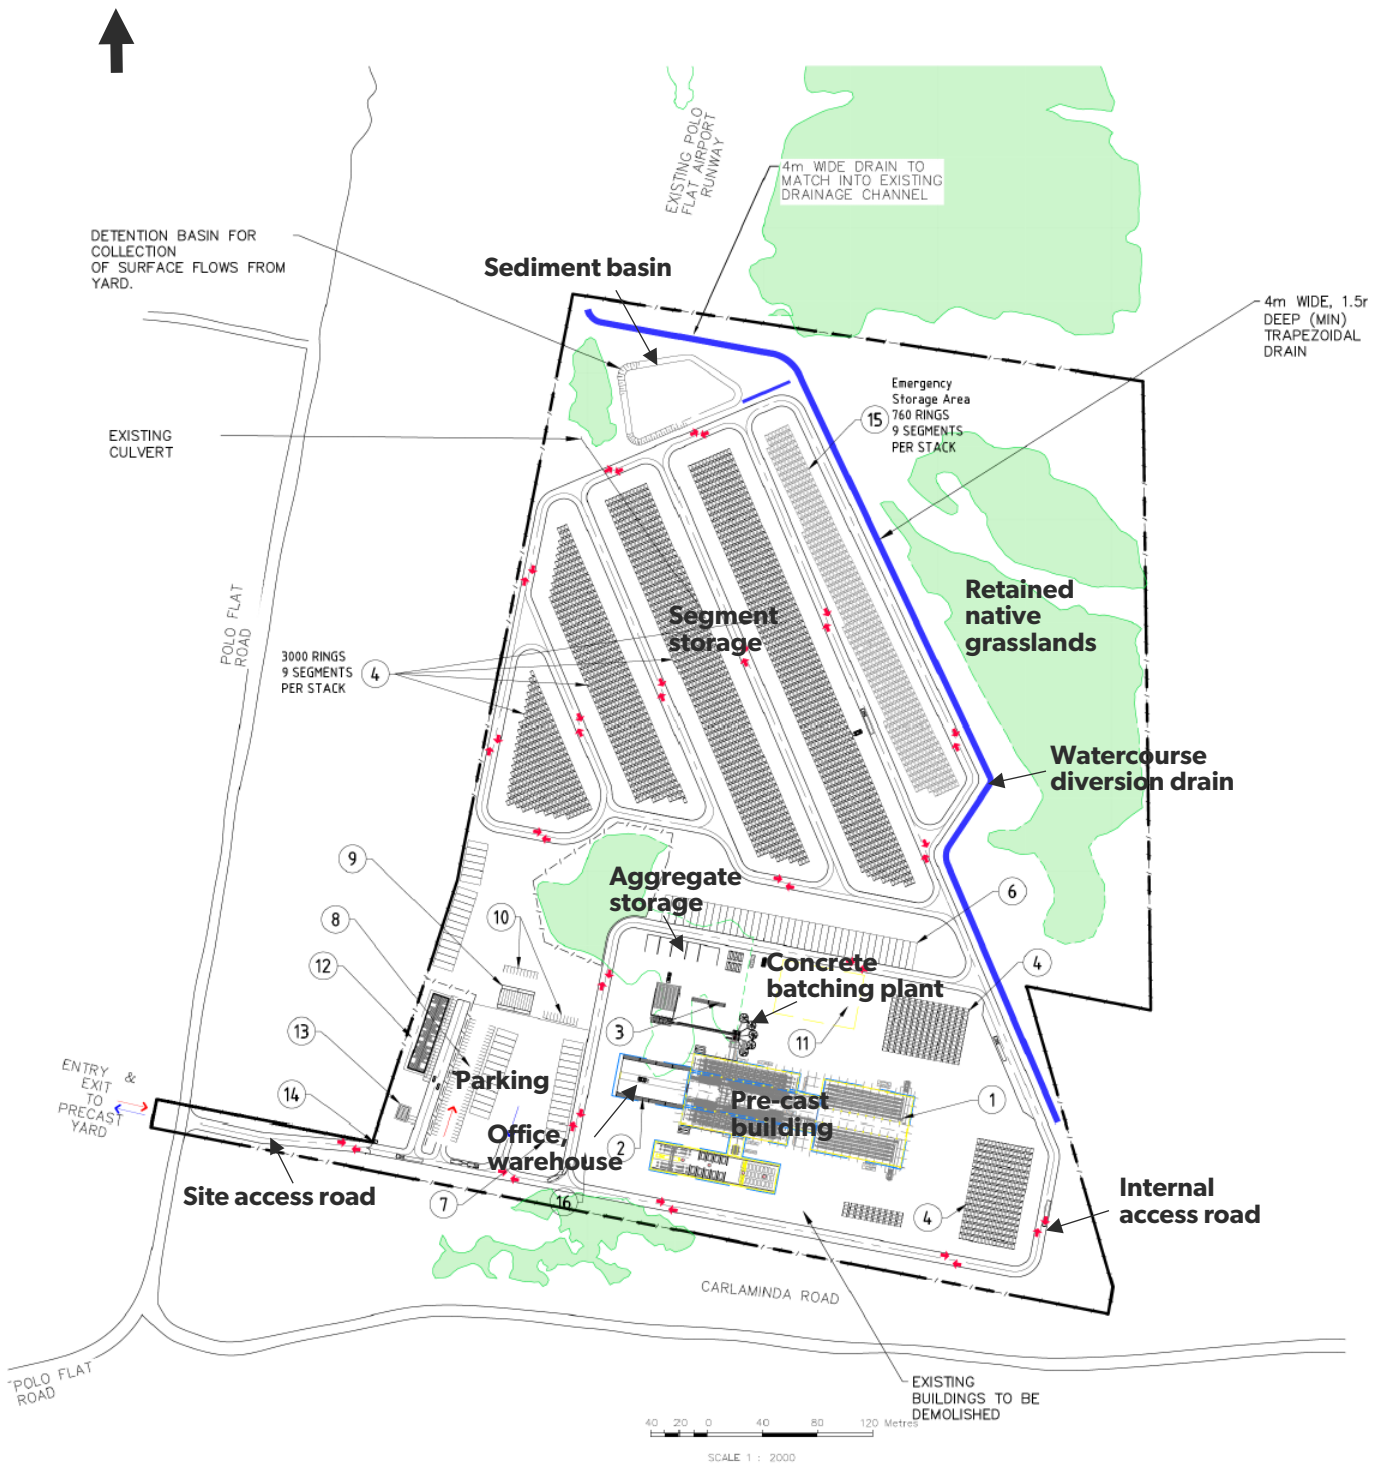 EXISTING POLO
FLAT AIRPORT
RUNWAY
4m WIDE DRAIN TO
MATCH INTO EXISTING
DRAINAGE CHANNEL
DETENTION BASIN FOR
COLLECTION
OF SURFACE FLOWS FROM
YARD.
Sediment basin
4m WIDE, 1.5r
DEEP (MIN)
TRAPEZOIDAL
DRAIN
Emergency
Storage Area
760 RINGS
9 SEGMENTS
PER STACK
15
EXISTING
CULVERT
POLO FLAT
ROAD
Retained
native
grasslands
Segment
storage
3000 RINGS
9 SEGMENTS
PER STACK
4
Watercourse
diversion drain
9
Aggregate
storage
6
8
10
12
Concrete
batching plant
4
13
3
11
ENTRY &
EXIT
TO
PRECAST
YARD
14
Parking
Pre-cast
building
1
Office,
warehouse
2
Site access road
7
16
4
Internal
access road
CARLAMINDA ROAD
POLO FLAT
ROAD
EXISTING
BUILDINGS TO BE
DEMOLISHED
40 20 0 40 80 120 Metres
SCALE 1 : 2000